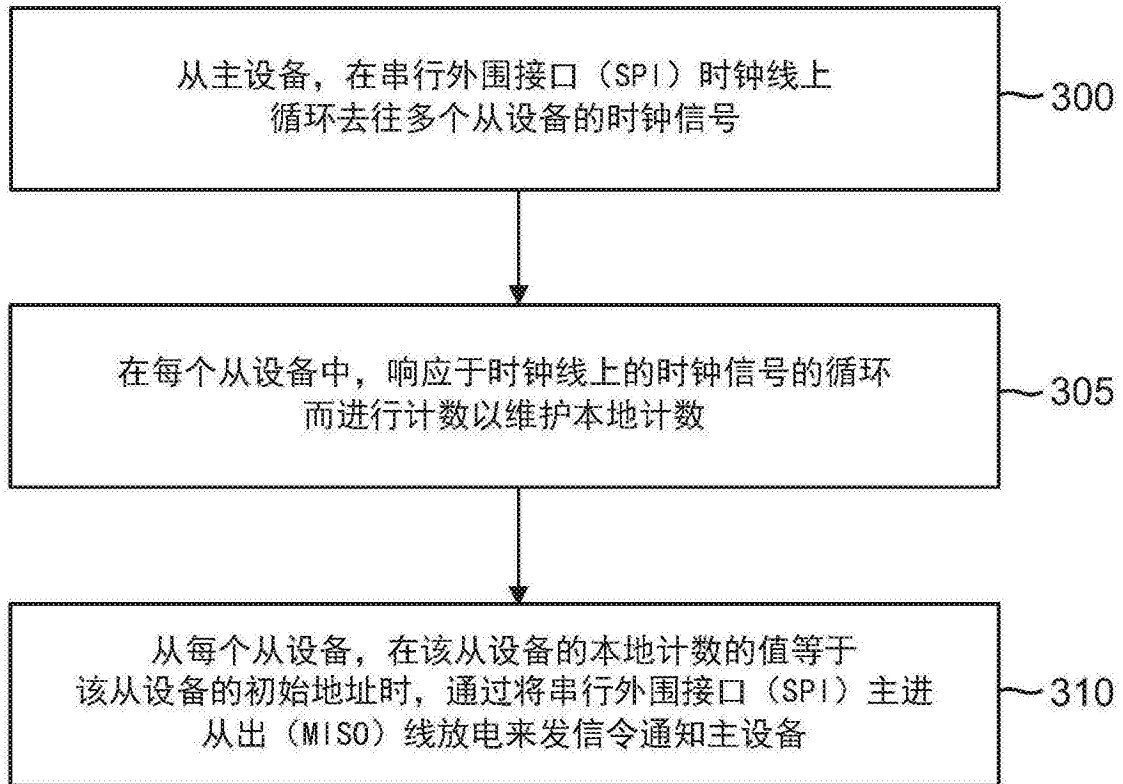 从主设备，在串行外围接口（SPI）时钟线上
循环去往多个从设备的时钟信号
300
在每个从设备中，响应于时钟线上的时钟信号的循环
而进行计数以维护本地计数
305
从每个从设备，在该从设备的本地计数的值等于
该从设备的初始地址时，通过将串行外围接口（SPI）主进
从出（MISO）线放电来发信令通知主设备
310